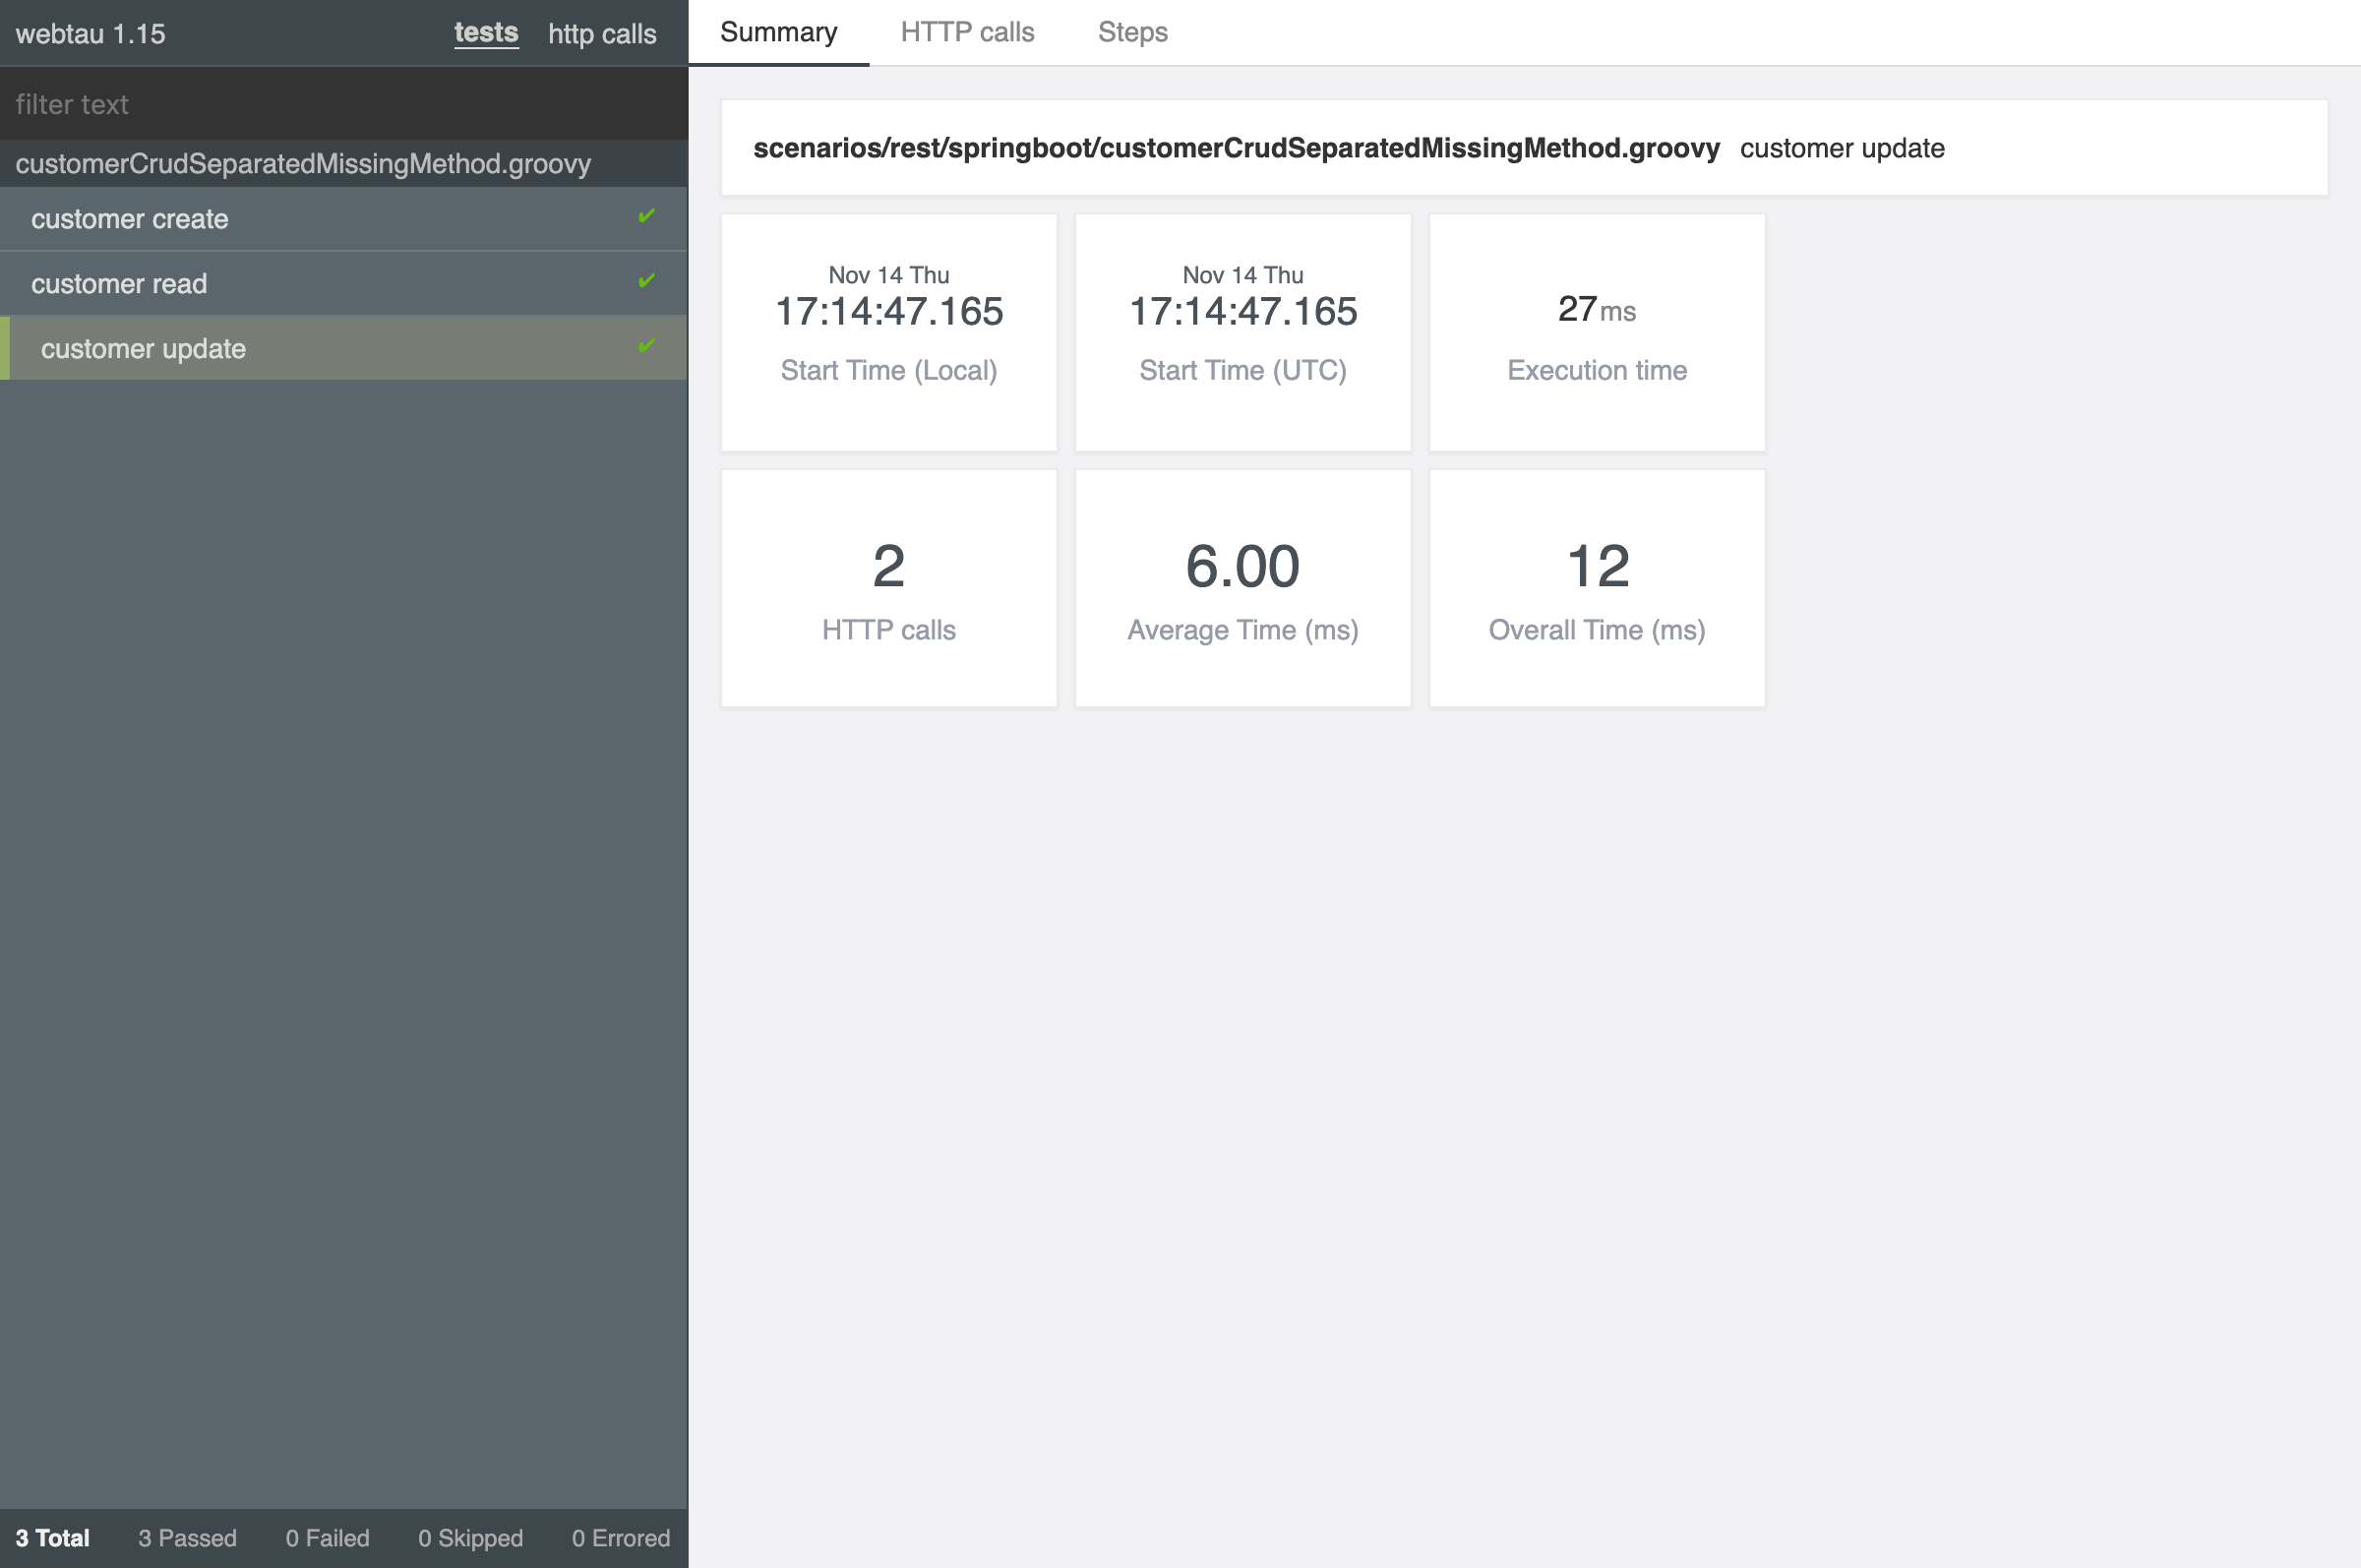 webtau 1.15 tests http calls
filter text
customerCrudSeparatedMissingMethod.groovy
customer create ✔
customer read ✔
customer update ✔
3 Total 3 Passed 0 Failed 0 Skipped 0 Errored
Summary HTTP calls Steps
scenarios/rest/springboot/customerCrudSeparatedMissingMethod.groovy customer update
Nov 14 Thu
17:14:47.165
Start Time (Local)
Nov 14 Thu
17:14:47.165
Start Time (UTC)
27ms
Execution time
2
HTTP calls
6.00
Average Time (ms)
12
Overall Time (ms)